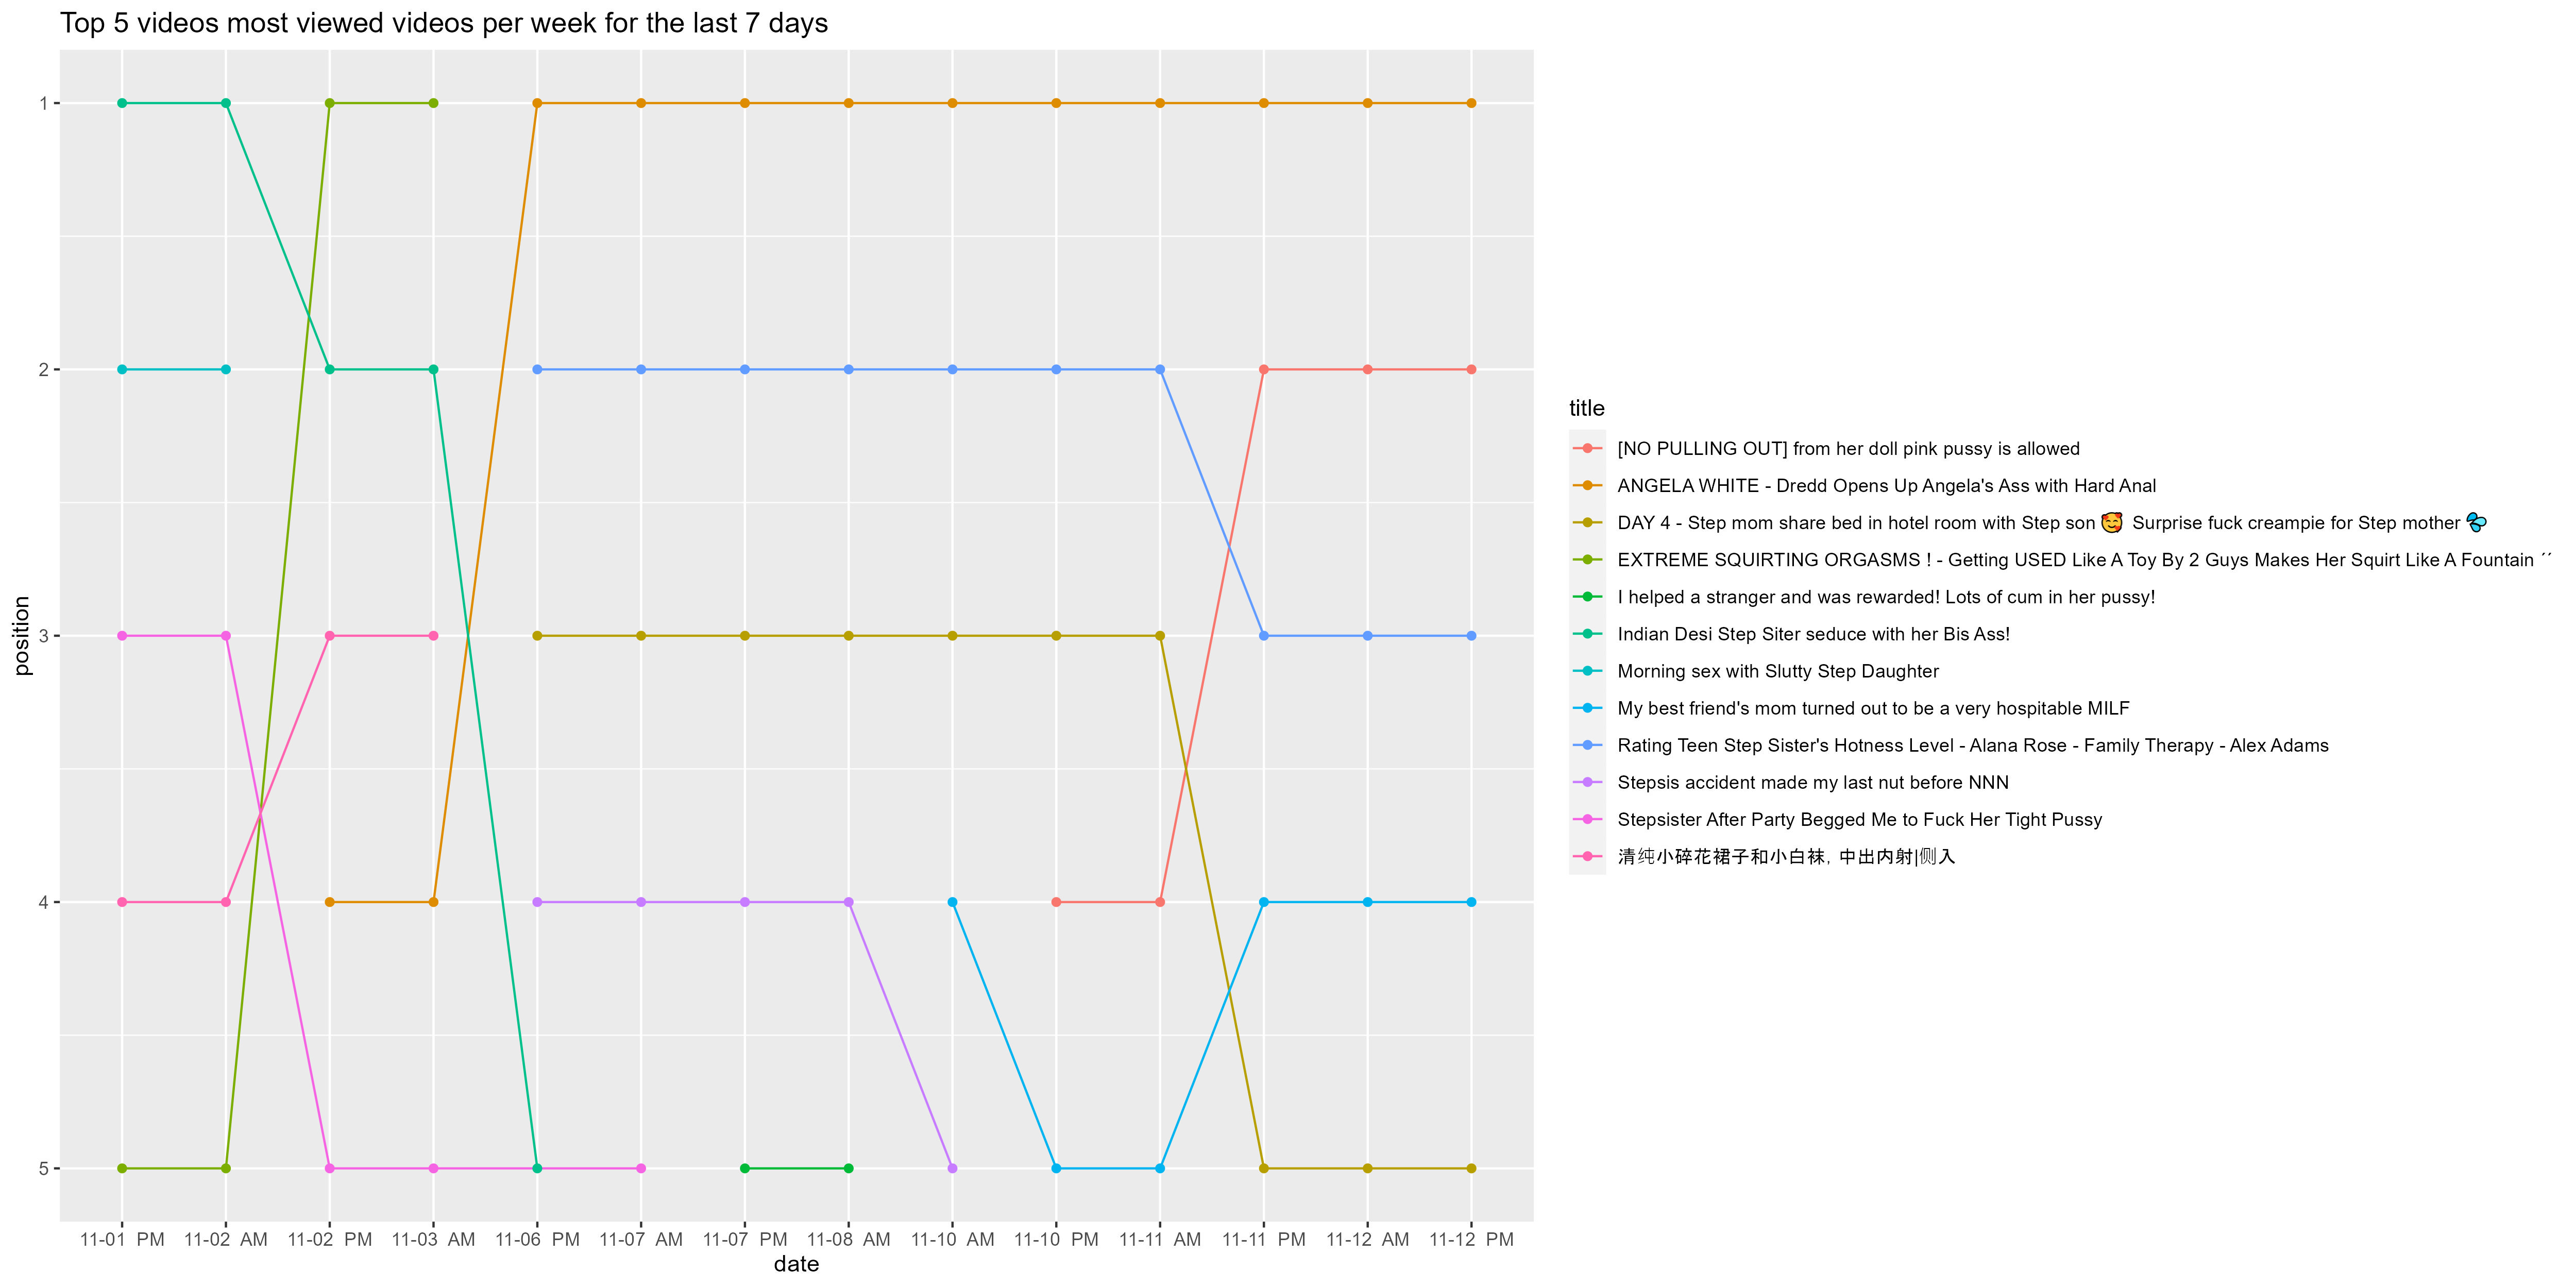 Top 5 videos most viewed videos per week for the last 7 days
position
1
2
3
4
5
11-01 PM 11-02 AM 11-02 PM 11-03 AM 11-06 PM 11-07 AM 11-07 PM 11-08 AM 11-10 AM 11-10 PM 11-11 AM 11-11 PM 11-12 AM 11-12 PM
date
title
[NO PULLING OUT] from her doll pink pussy is allowed
ANGELA WHITE - Dredd Opens Up Angela's Ass with Hard Anal
DAY 4 - Step mom share bed in hotel room with Step son 🥰 Surprise fuck creampie for Step mother 💦
EXTREME SQUIRTING ORGASMS ! - Getting USED Like A Toy By 2 Guys Makes Her Squirt Like A Fountain ´´
I helped a stranger and was rewarded! Lots of cum in her pussy!
Indian Desi Step Siter seduce with her Bis Ass!
Morning sex with Slutty Step Daughter
My best friend's mom turned out to be a very hospitable MILF
Rating Teen Step Sister's Hotness Level - Alana Rose - Family Therapy - Alex Adams
Stepsis accident made my last nut before NNN
Stepsister After Party Begged Me to Fuck Her Tight Pussy
清纯小碎花裙子和小白袜, 中出内射|侧入